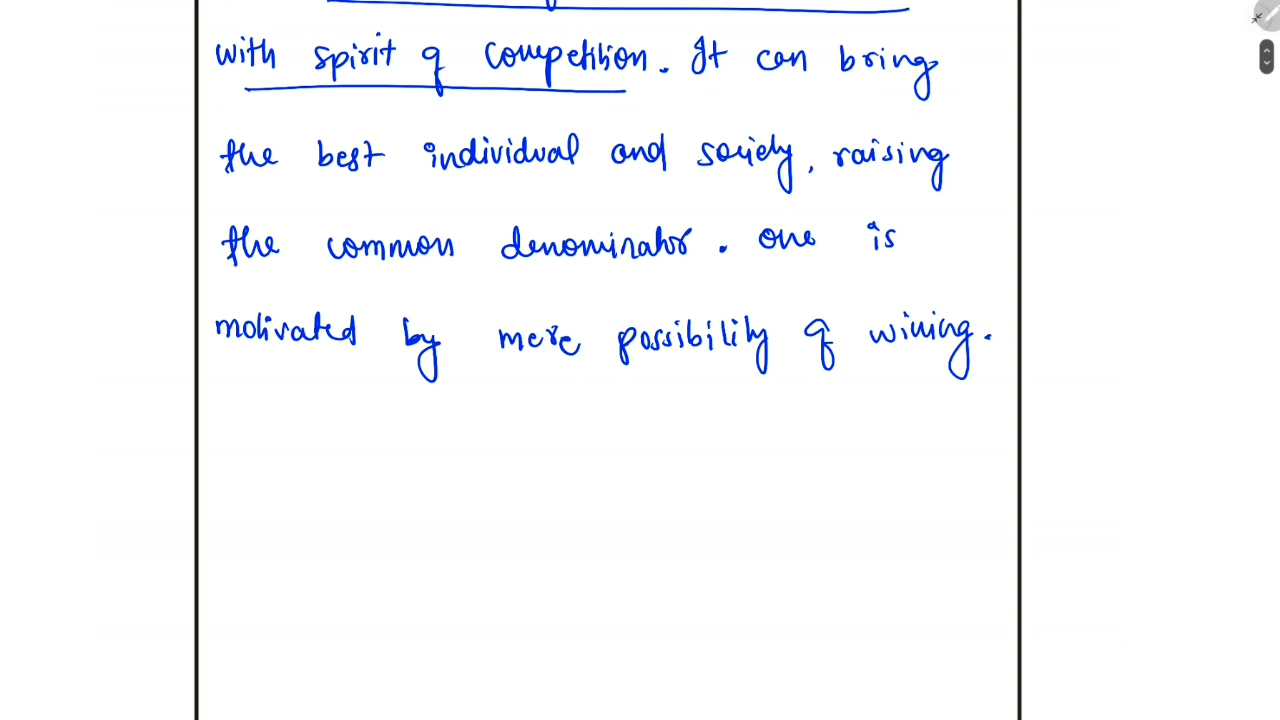 with spirit of competition. It can bring
the best individual and society, raising
the common denominator. one is
motivated by mere possibility of wining.